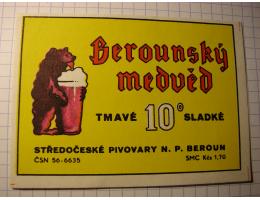 Berounský
medvěd
TMAVÉ 10° SLADKÉ
STŘEDOČESKÉ PIVOVARY N. P. BEROUN
ČSN 56-6635 SMC Kčs 1,70